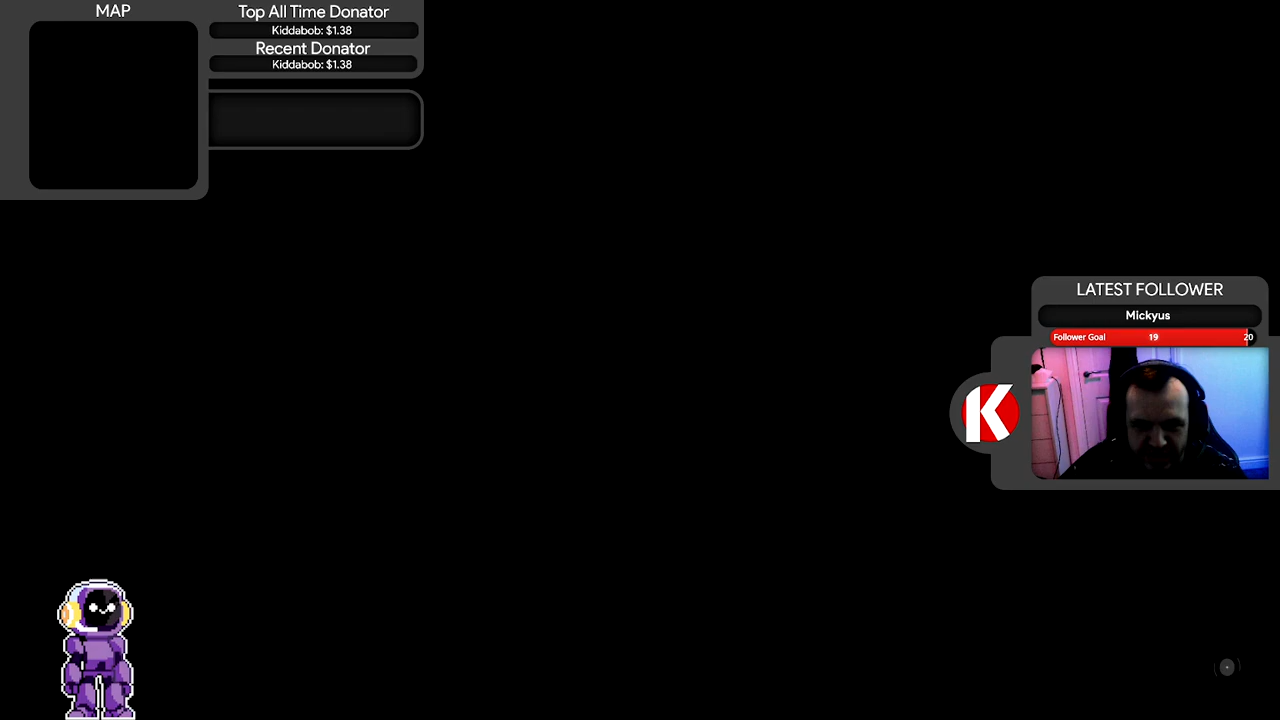 MAP
Top All Time Donator
Kiddabob: $1.38
Recent Donator
Kiddabob: $1.38
LATEST FOLLOWER
Mickyus
Follower Goal 19 20
K